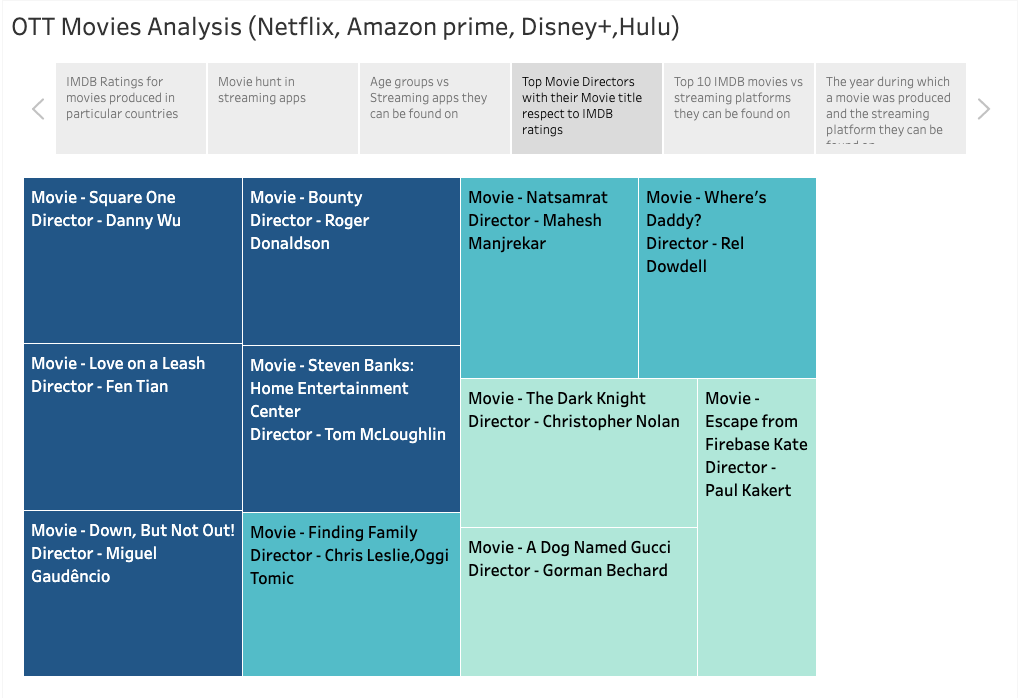 OTT Movies Analysis (Netflix, Amazon prime, Disney+,Hulu)
IMDB Ratings for
movies produced in
particular countries
Movie hunt in
streaming apps
Age groups vs
Streaming apps they
can be found on
Top Movie Directors
with their Movie title
respect to IMDB
ratings
Top 10 IMDB movies vs
streaming platforms
they can be found on
The year during which
a movie was produced
and the streaming
platform they can be
found on
Movie - Square One
Director - Danny Wu
Movie - Bounty
Director - Roger
Donaldson
Movie - Natsamrat
Director - Mahesh
Manjrekar
Movie - Where's
Daddy?
Director - Rel
Dowdell
Movie - Love on a Leash
Director - Fen Tian
Movie - Steven Banks:
Home Entertainment
Center
Director - Tom McLoughlin
Movie - The Dark Knight
Director - Christopher Nolan
Movie -
Escape from
Firebase Kate
Director -
Paul Kakert
Movie - Down, But Not Out!
Director - Miguel
Gaudêncio
Movie - Finding Family
Director - Chris Leslie,Oggi
Tomic
Movie - A Dog Named Gucci
Director - Gorman Bechard